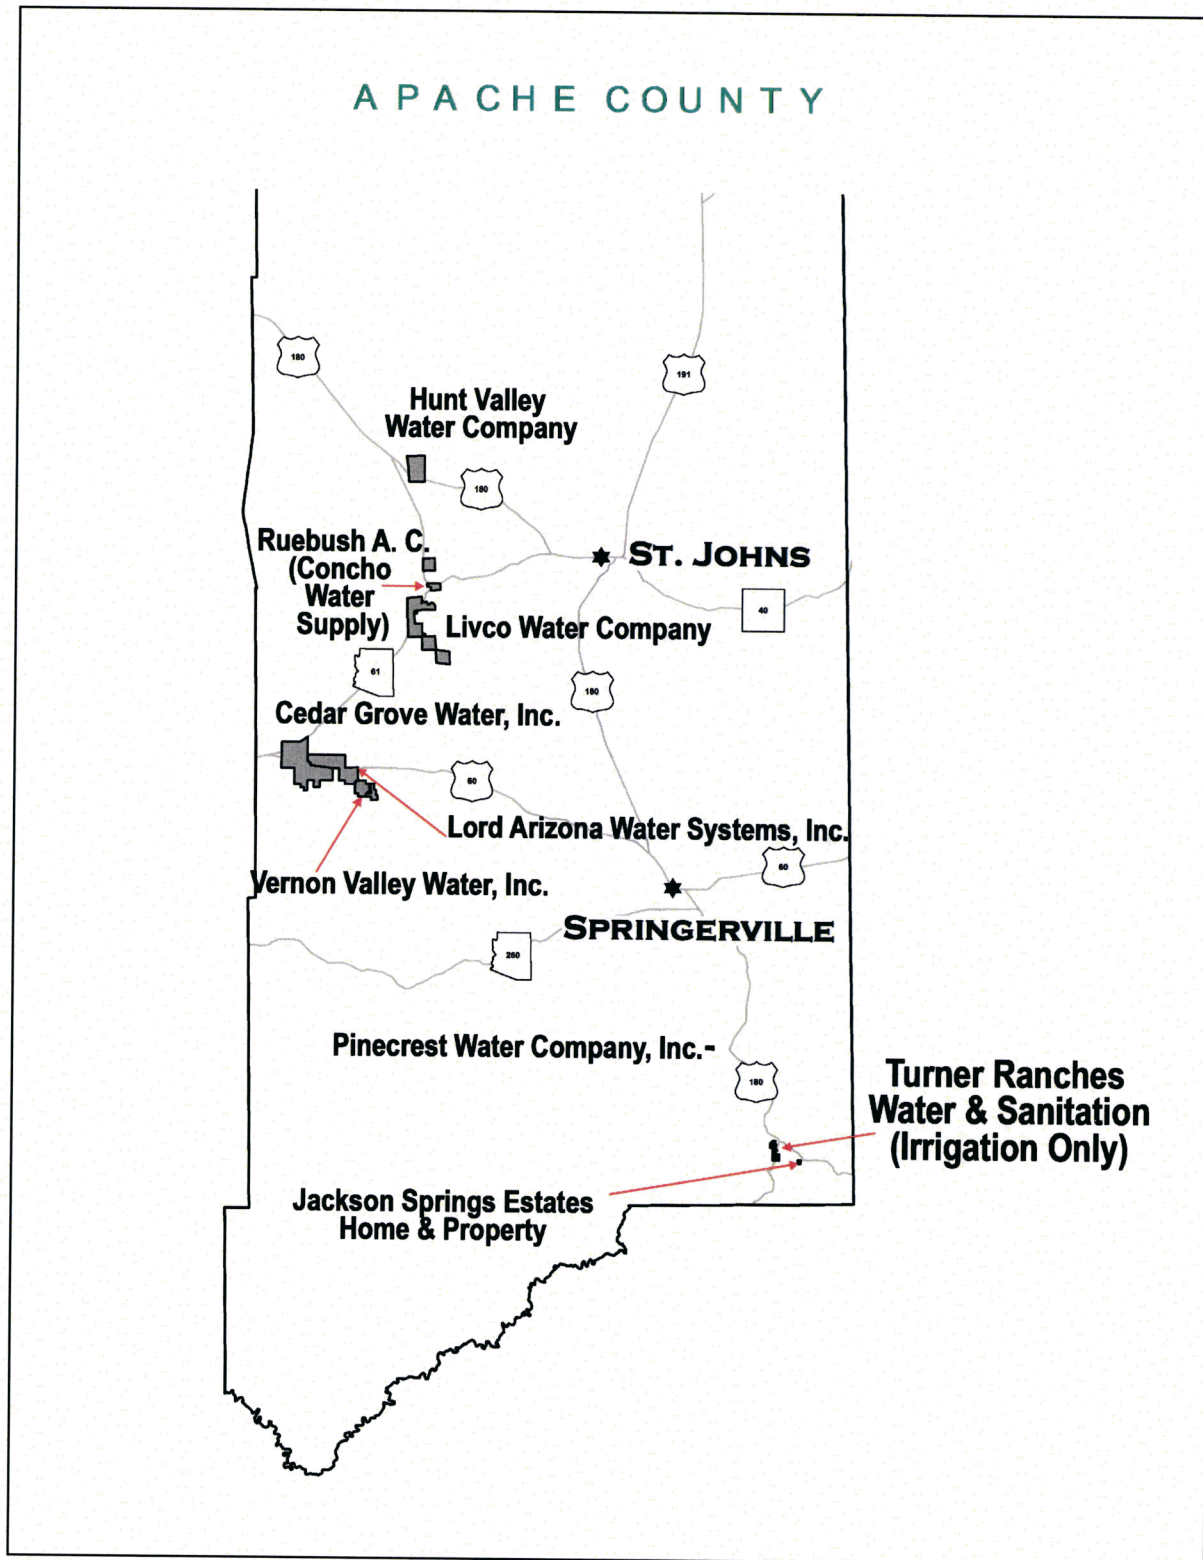 APACHE COUNTY
180
191
Hunt Valley
Water Company
180
Ruebush A. C.
(Concho
Water
Supply)
ST. JOHNS
40
Livco Water Company
61
180
Cedar Grove Water, Inc.
60
Lord Arizona Water Systems, Inc.
60
Vernon Valley Water, Inc.
SPRINGERVILLE
260
Pinecrest Water Company, Inc.-
180
Turner Ranches
Water & Sanitation
(Irrigation Only)
Jackson Springs Estates
Home & Property